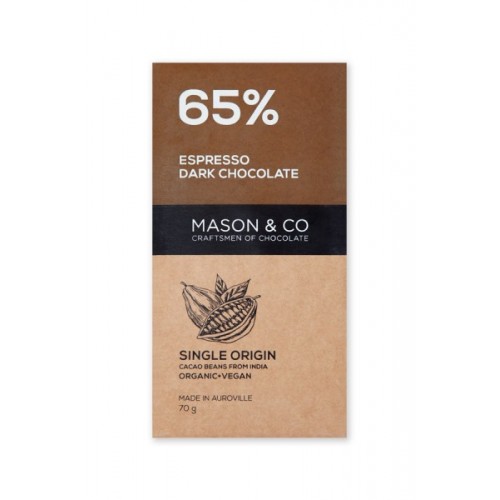 65%
ESPRESSO
DARK CHOCOLATE
MASON & CO
CRAFTSMEN OF CHOCOLATE
SINGLE ORIGIN
CACAO BEANS FROM INDIA
ORGANIC•VEGAN
MADE IN AUROVILLE
70 g